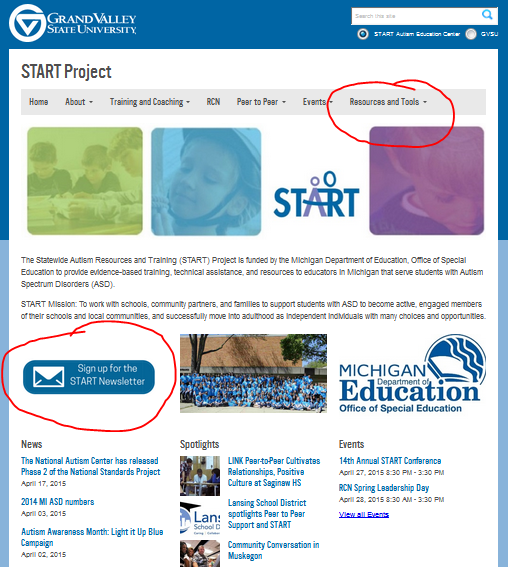 GRANDVALLEY
STATE UNIVERSITY
Search this site
START Autism Education Center GVSU
START Project
Home About Training and Coaching RCN Peer to Peer Events Resources and Tools
START
The Statewide Autism Resources and Training (START) Project is funded by the Michigan Department of Education, Office of Special
Education to provide evidence-based training, technical assistance, and resources to educators in Michigan that serve students with Autism
Spectrum Disorders (ASD).
START Mission: To work with schools, community partners, and families to support students with ASD to become active, engaged members
of their schools and local communities, and successfully move into adulthood as independent individuals with many choices and opportunities.
Sign up for the
START Newsletter
MICHIGAN
Department of
Education
Office of Special Education
News
The National Autism Center has released
Phase 2 of the National Standards Project
April 17, 2015
2014 MI ASD numbers
April 03, 2015
Autism Awareness Month: Light it Up Blue
Campaign
April 02, 2015
Spotlights
LINK Peer-to-Peer Cultivates
Relationships, Positive
Culture at Saginaw HS
Lans
School D
Lansing School District
spotlights Peer to Peer
Support and START
Community Conversation in
Muskegon
Events
14th Annual START Conference
April 27, 2015 8:30 PM - 3:30 PM
RCN Spring Leadership Day
April 28, 2015 8:30 AM - 3:30 PM
View all Events